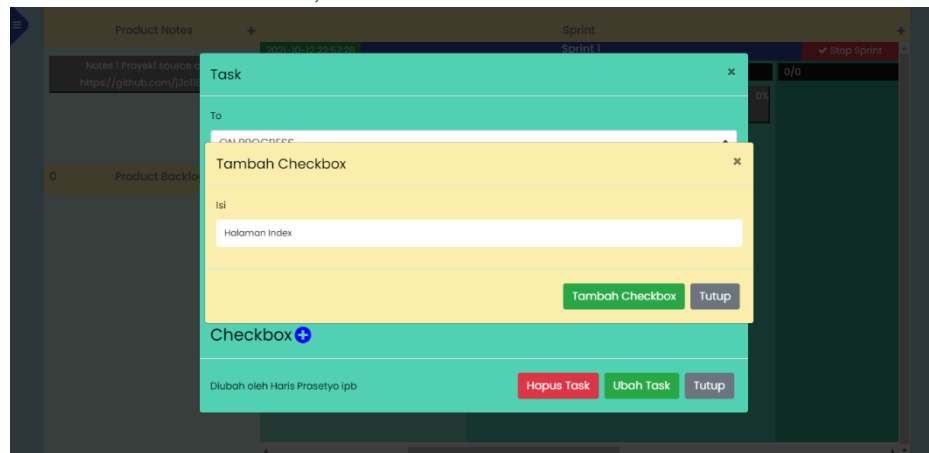 Product Notes +
Sprint +
2021-10-12 22:57:28
Sprint 1
✔ Stop Sprint
Notes 1 Proyek1 source c
https://github.com/j3c118
0/0
0%
Task ×
To
ON PROGRESS
Tambah Checkbox ×
0 Product Backlo
Isi
Halaman Index
Tambah Checkbox Tutup
Checkbox
Diubah oleh Haris Prasetyo ipb
Hapus Task Ubah Task Tutup